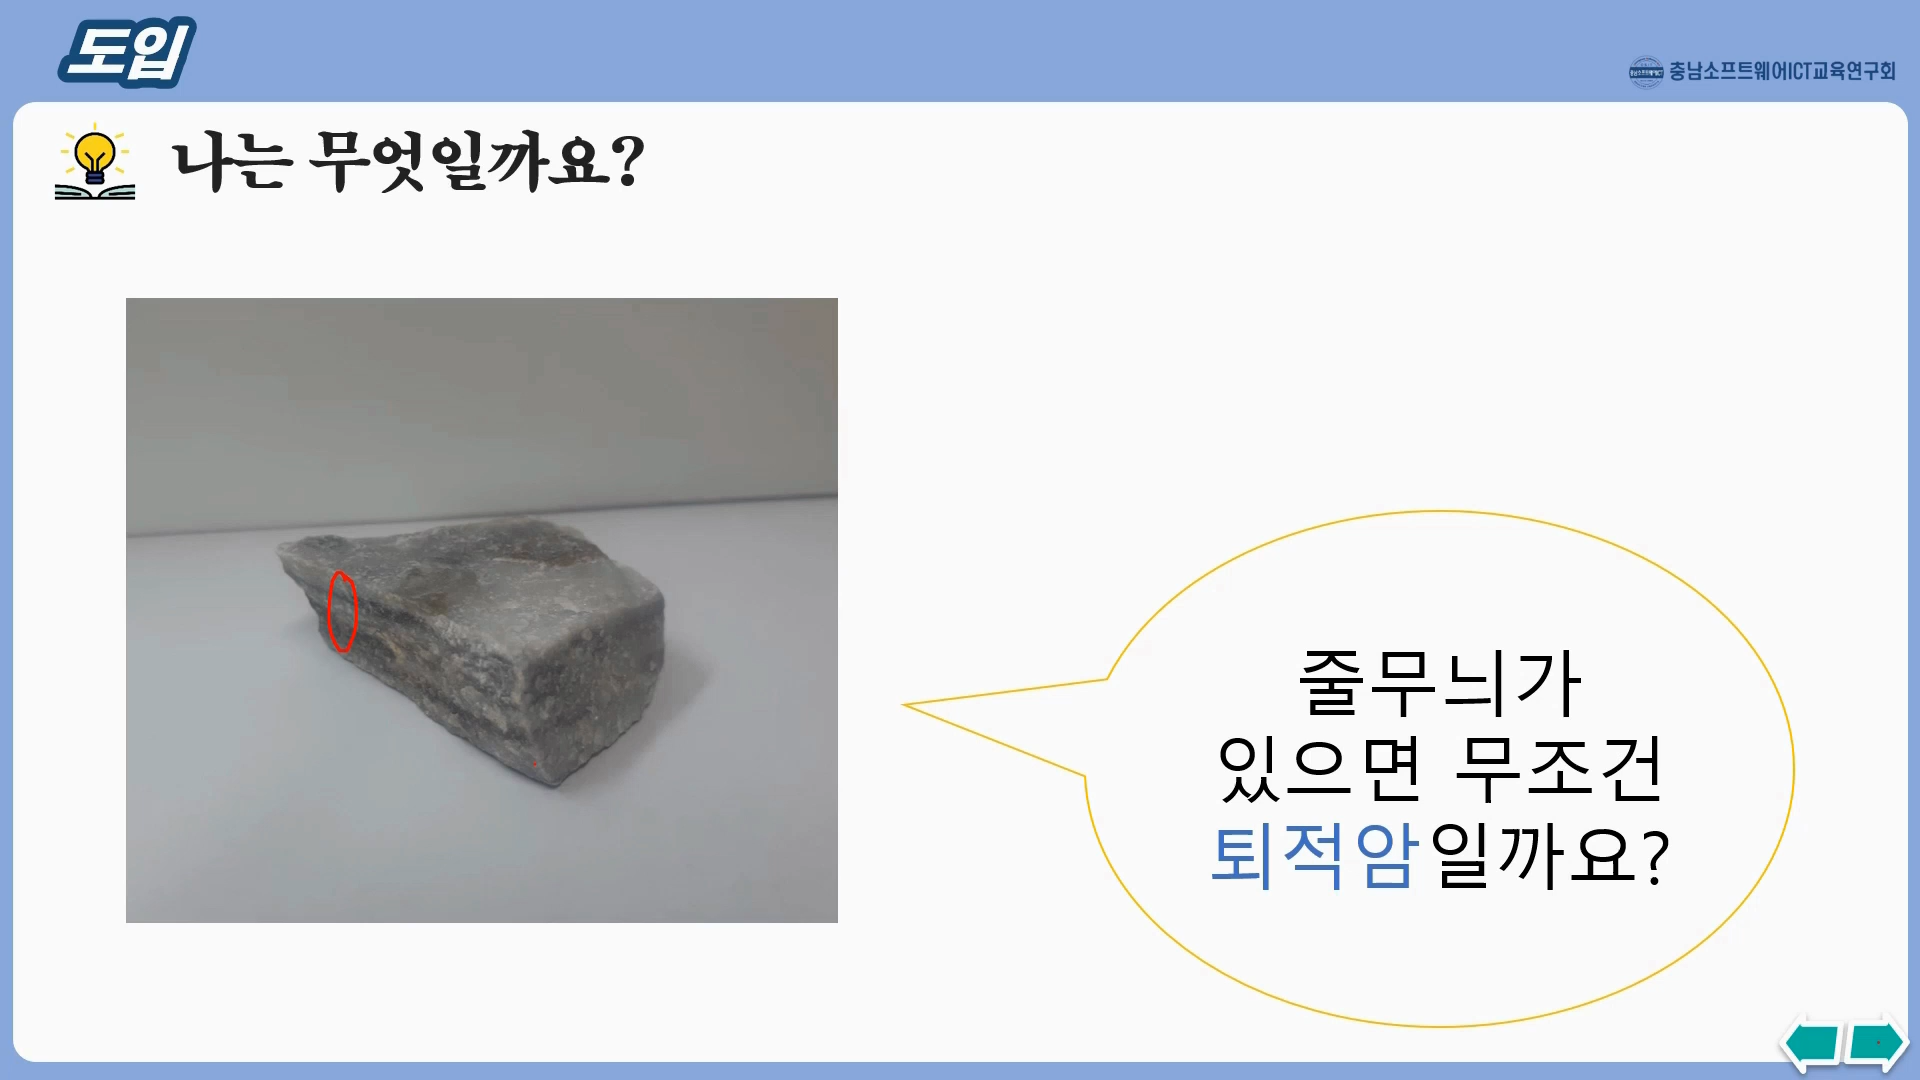 도입
충남소프트웨어ICT교육연구회
나는 무엇일까요?
줄무늬가
있으면 무조건
퇴적암일까요?